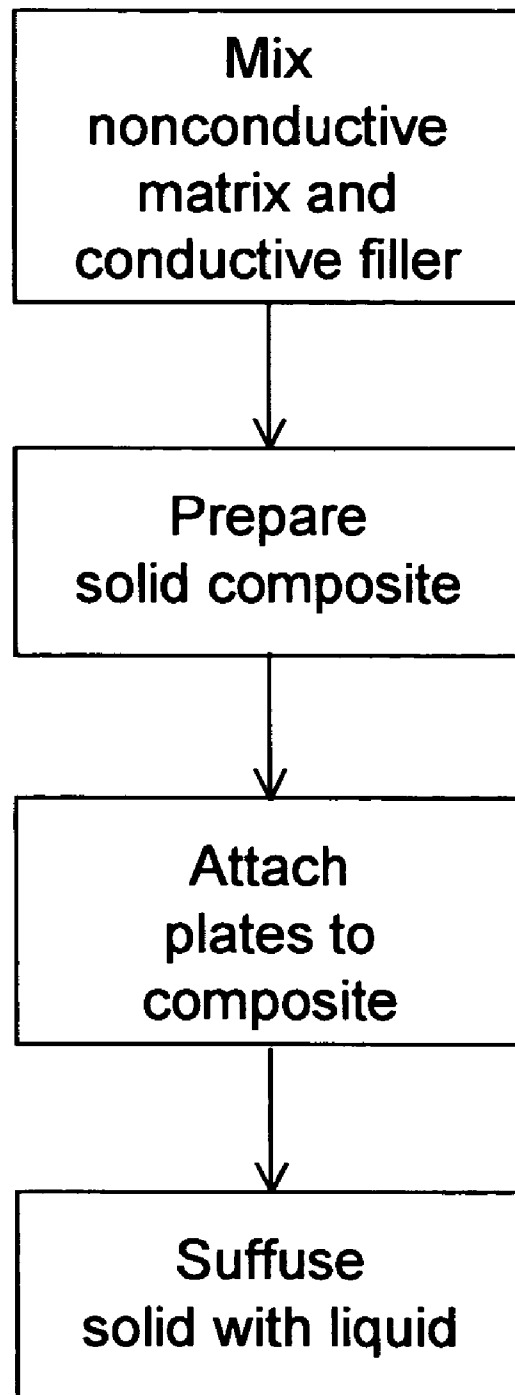 Mix
nonconductive
matrix and
conductive filler
Prepare
solid composite
Attach
plates to
composite
Suffuse
solid with liquid